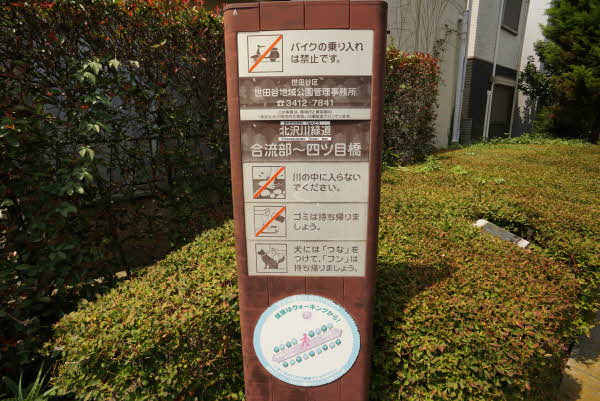 バイクの乗り入れ
は禁止です。
世田谷区
世田谷地域公園管理事務所
☎3412-7841
北沢川緑道
合流部～四ツ目橋
川の中に入らない
でください。
ゴミは持ち帰りま
しょう。
犬には「つな」を
つけて、「フン」は
持ち帰りましょう。
健康はウォーキングから!